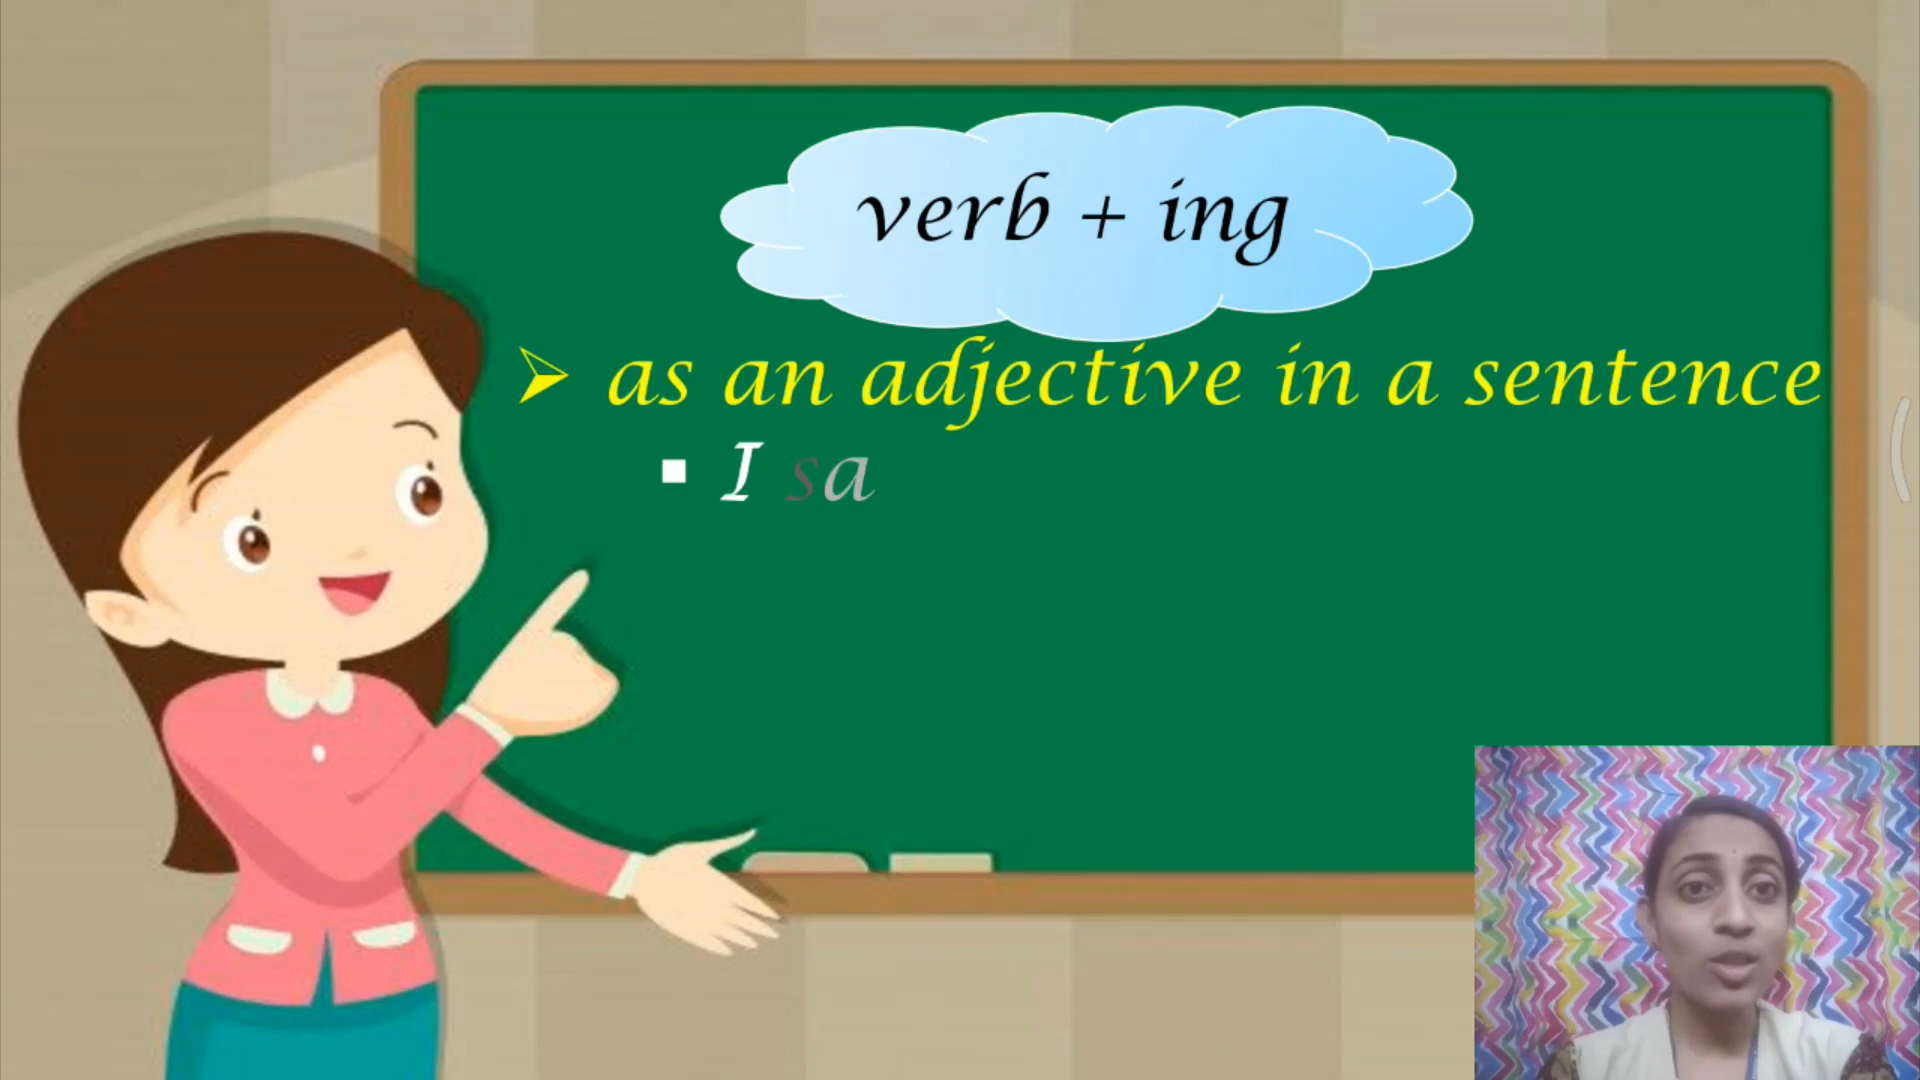 verb + ing
as an adjective in a sentence
I sa